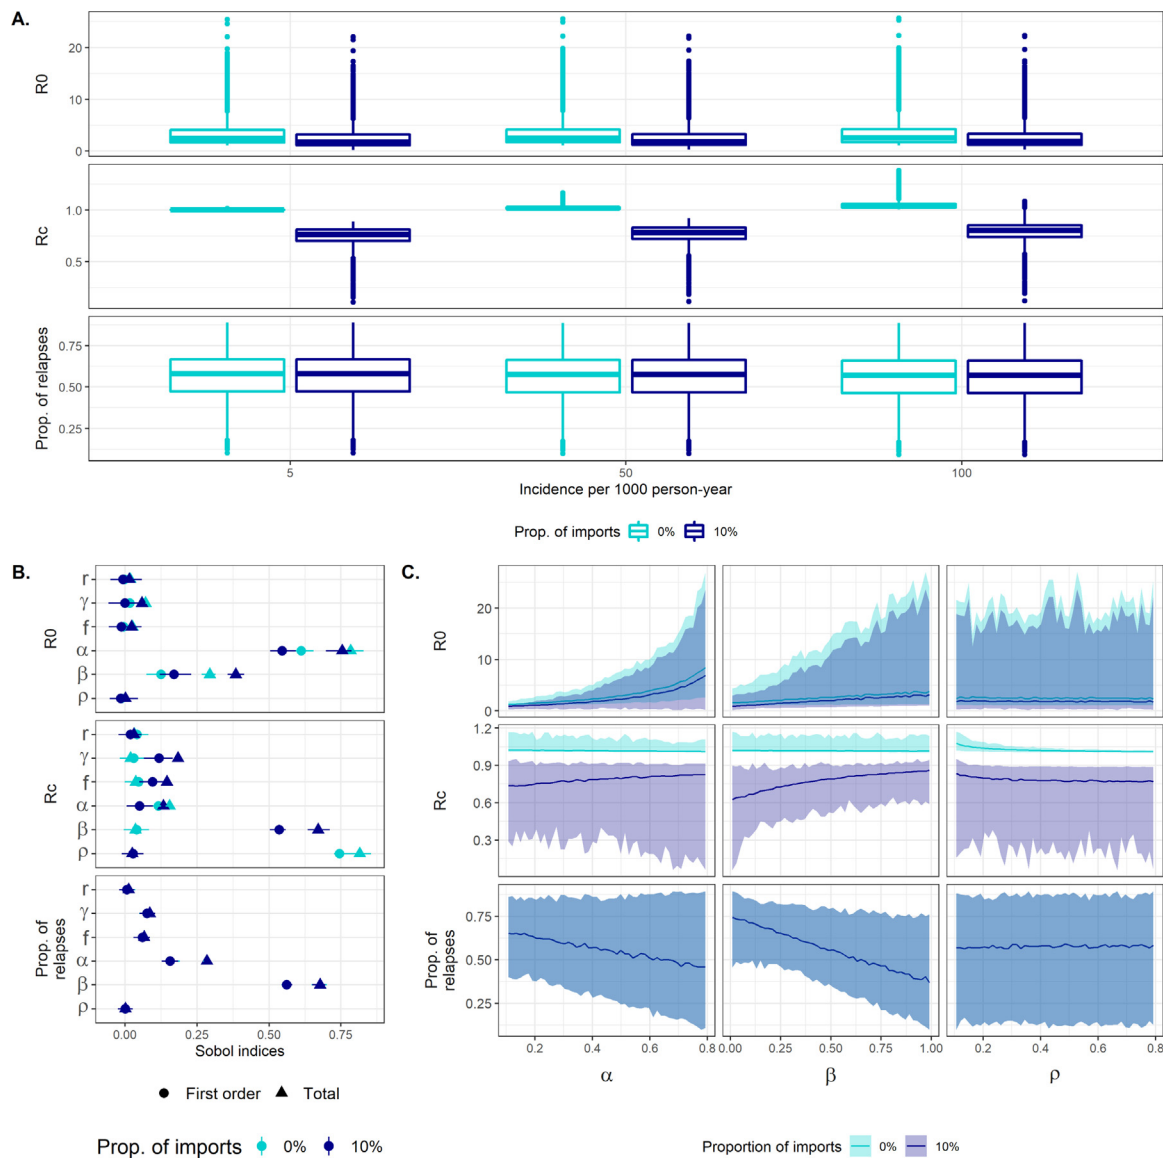 A.
R0
20
10
0
Rc
1.0
0.5
Prop. of relapses
0.75
0.50
0.25
5
50
100
Incidence per 1000 person-year
Prop. of imports 0% 10%
B.
R0
r
γ
f
α
β
ρ
Rc
r
γ
f
α
β
ρ
Prop. of
relapses
r
γ
f
α
β
ρ
0.00 0.25 0.50 0.75
Sobol indices
First order Total
Prop. of imports 0% 10%
C.
R0
20
10
0
Rc
1.2
0.9
0.6
0.3
Prop. of
relapses
0.75
0.50
0.25
0.2 0.4 0.6 0.8
0.00 0.25 0.50 0.75 1.00
0.2 0.4 0.6 0.8
α β ρ
Proportion of imports 0% 10%